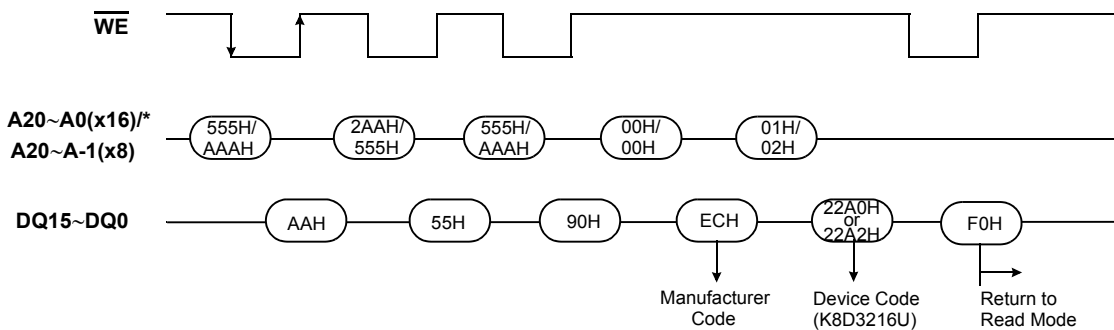 WE
A20~A0(x16)/*
A20~A-1(x8)
555H/
AAAH
2AAH/
555H
555H/
AAAH
00H/
00H
01H/
02H
DQ15~DQ0
AAH
55H
90H
ECH
22A0H
or
22A2H
F0H
Manufacturer
Code
Device Code
(K8D3216U)
Return to
Read Mode